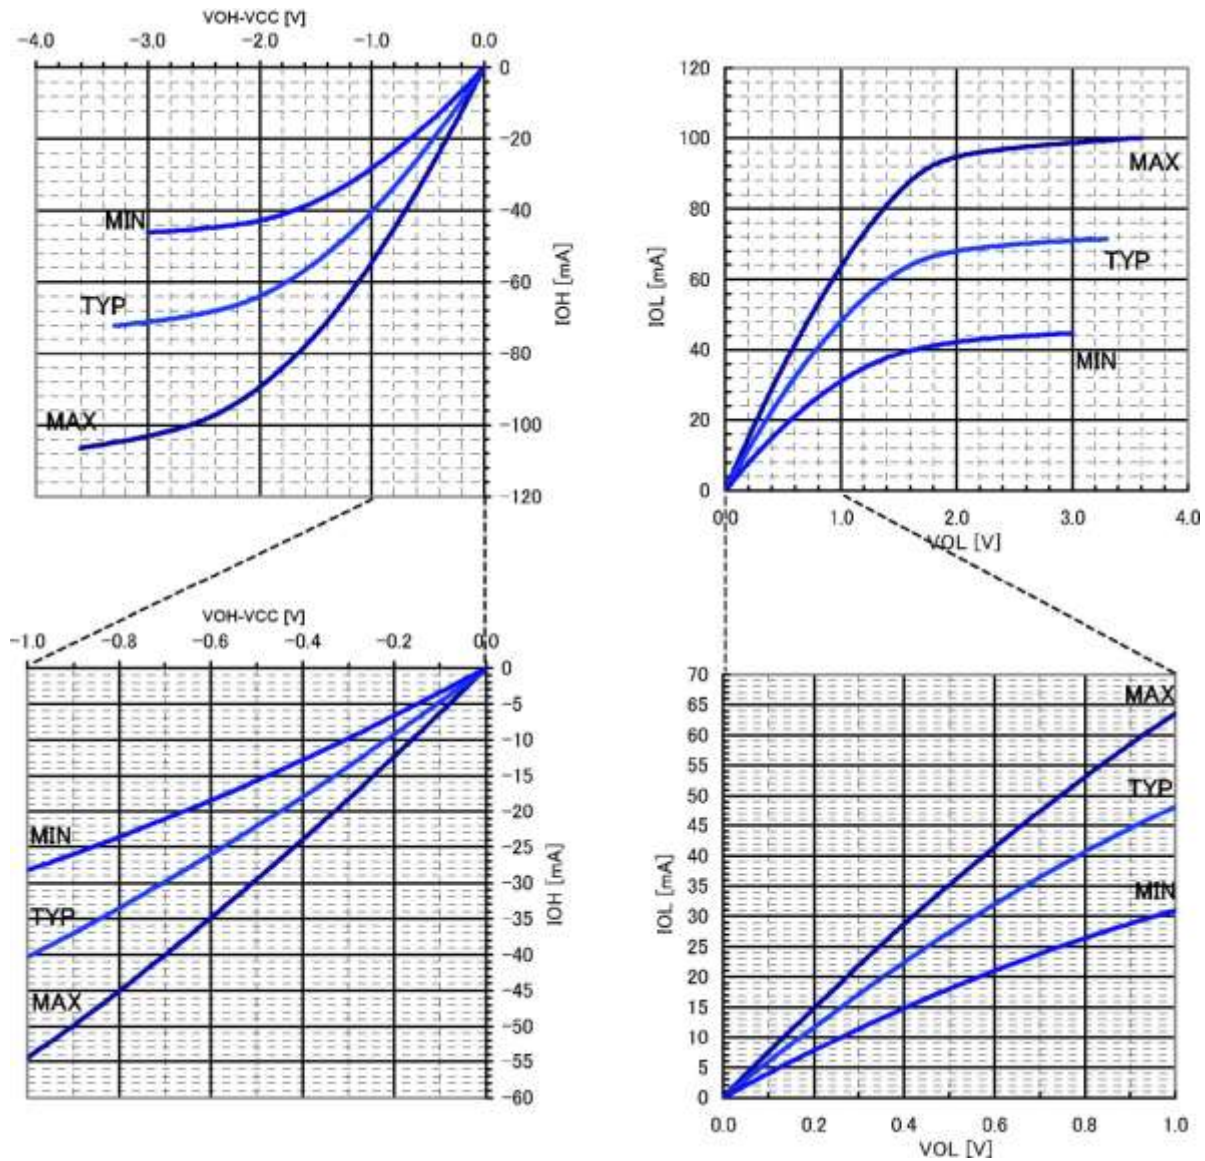 VOH-VCC [V]
-4.0 -3.0 -2.0 -1.0 0.0
0
-20
-40
-60
-80
-100
-120
IOH [mA]
MIN
TYP
MAX
120
100
80
60
40
20
0
IOL [mA]
MAX
TYP
MIN
0.0 1.0 2.0 3.0 4.0
VOL [V]
VOH-VCC [V]
-1.0 -0.8 -0.6 -0.4 -0.2 0.0
0
-5
-10
-15
-20
-25
-30
-35
-40
-45
-50
-55
-60
IOH [mA]
MIN
TYP
MAX
70
65
60
55
50
45
40
35
30
25
20
15
10
5
0
IOL [mA]
MAX
TYP
MIN
0.0 0.2 0.4 0.6 0.8 1.0
VOL [V]